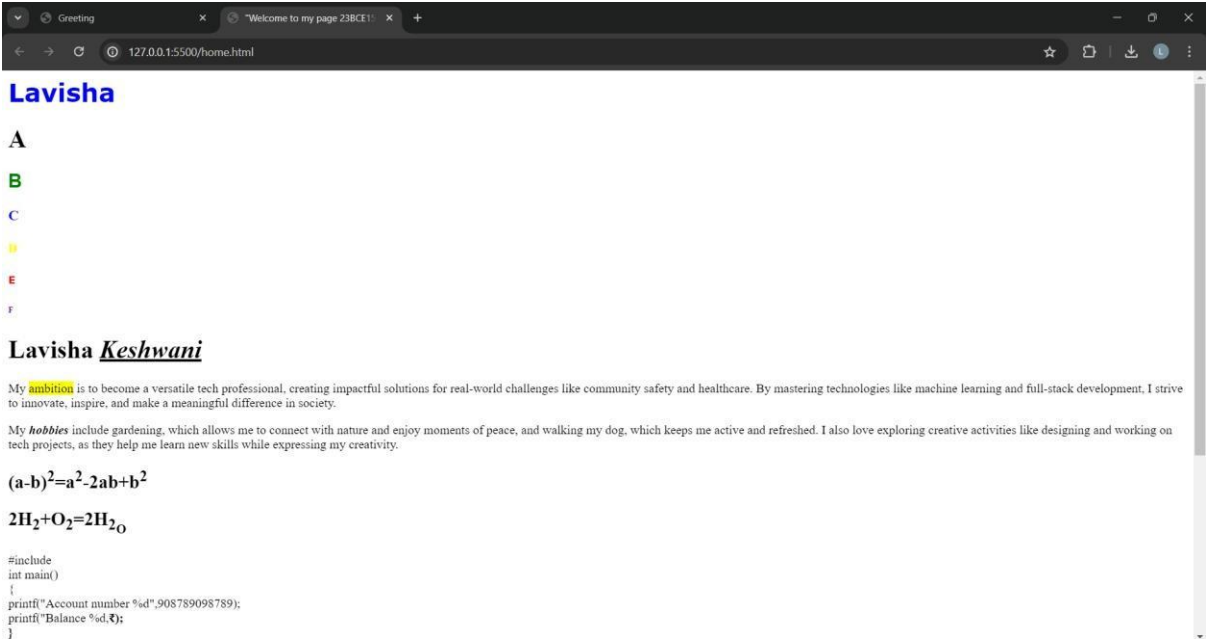 Greeting
"Welcome to my page 23BCE1
127.0.0.1:5500/home.html
L
Lavisha
A
B
C
D
E
F
Lavisha Keshwani
My ambition is to become a versatile tech professional, creating impactful solutions for real-world challenges like community safety and healthcare. By mastering technologies like machine learning and full-stack development, I strive
to innovate, inspire, and make a meaningful difference in society.
My hobbies include gardening, which allows me to connect with nature and enjoy moments of peace, and walking my dog, which keeps me active and refreshed. I also love exploring creative activities like designing and working on
tech projects, as they help me learn new skills while expressing my creativity.
(a-b)²=a²-2ab+b²
2H₂+O₂=2H₂O
#include
int main()
{
printf("Account number %d",908789098789);
printf("Balance %d,₹);
}